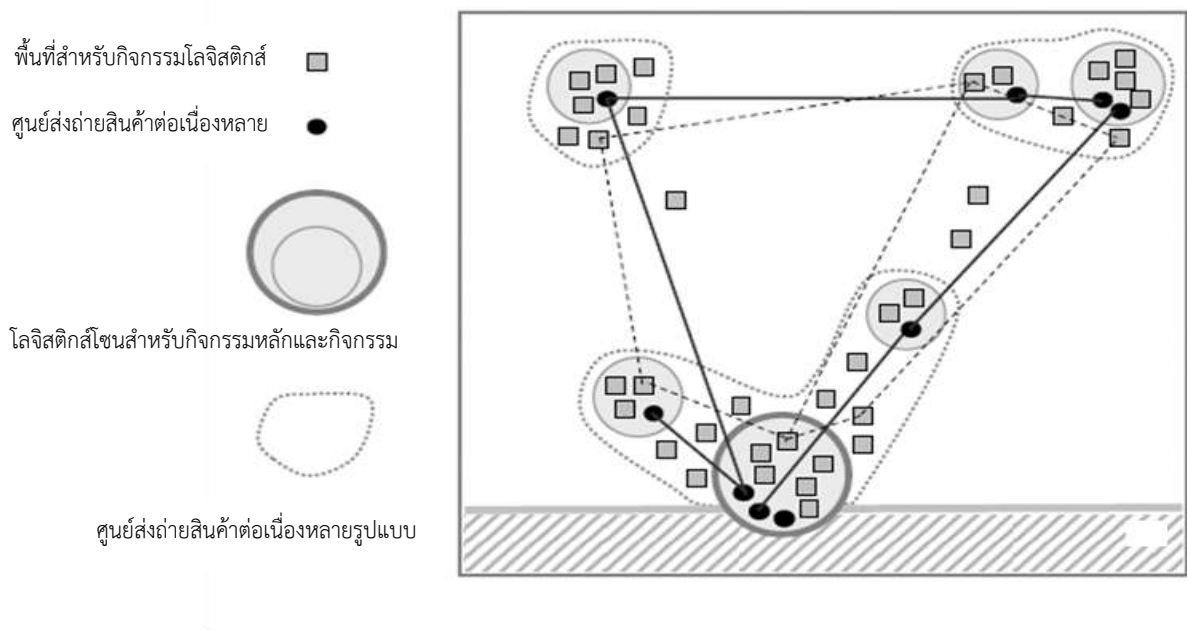 พื้นที่สำหรับกิจกรรมโลจิสติกส์
ศูนย์ส่งถ่ายสินค้าต่อเนื่องหลาย
โลจิสติกส์โซนสำหรับกิจกรรมหลักและกิจกรรม
ศูนย์ส่งถ่ายสินค้าต่อเนื่องหลายรูปแบบ